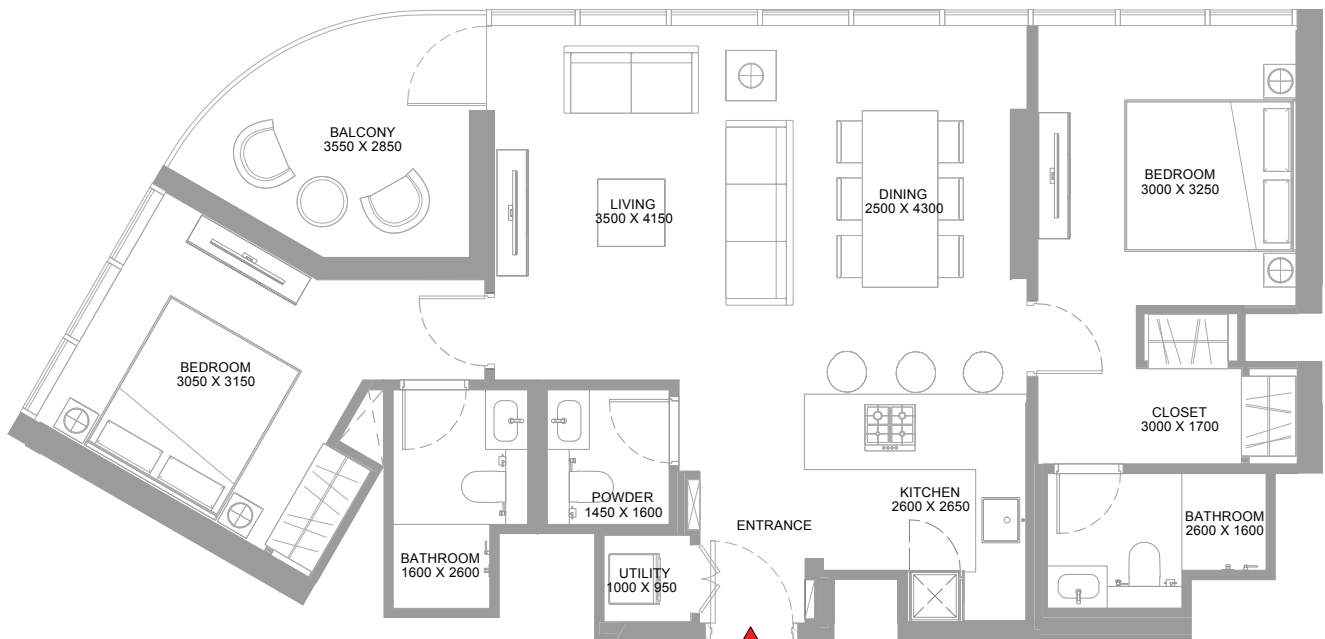 BALCONY
3550 X 2850
LIVING
3500 X 4150
DINING
2500 X 4300
BEDROOM
3000 X 3250
BEDROOM
3050 X 3150
CLOSET
3000 X 1700
POWDER
1450 X 1600
KITCHEN
2600 X 2650
ENTRANCE
BATHROOM
2600 X 1600
BATHROOM
1600 X 2600
UTILITY
1000 X 950